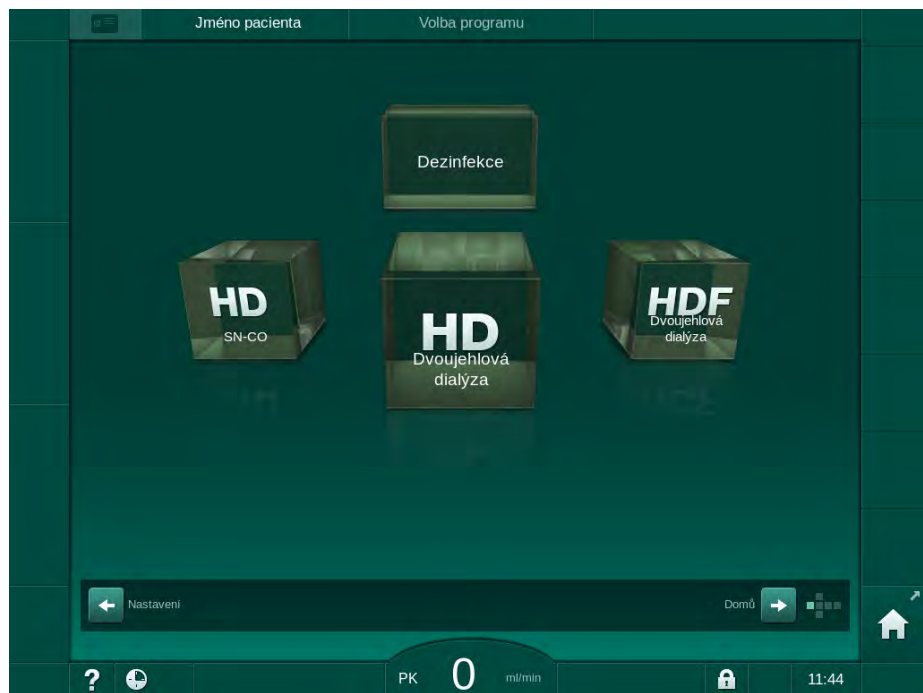 Jméno pacienta
Volba programu
Dezinfekce
HD
SN-CO
HD
Dvoujehlová
dialýza
HDF
Dvoujehlová
dialýza
Nastavení
Domů
?
PK 0 ml/min
11:44